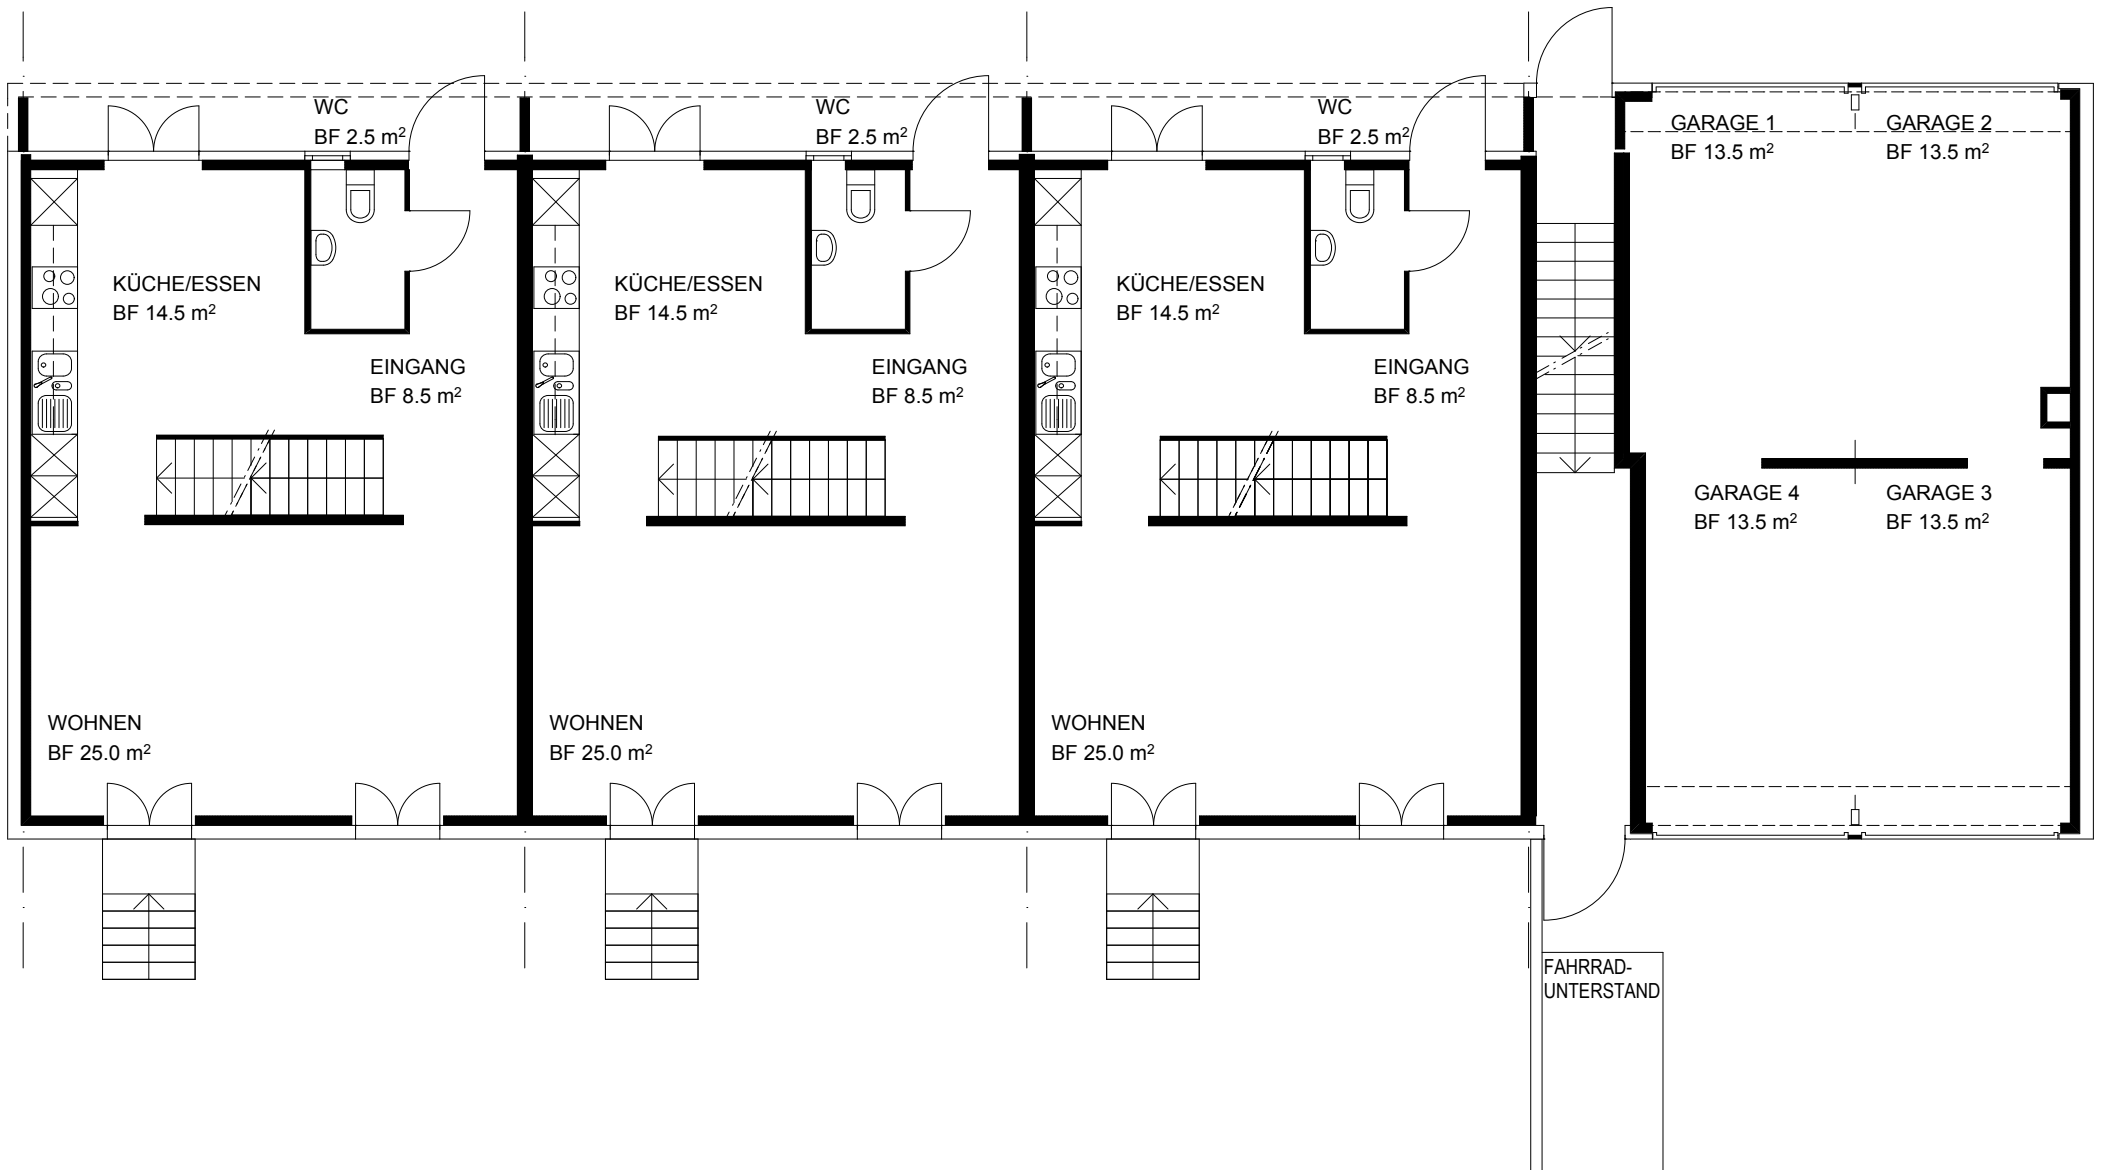 WC
BF 2.5 m²
WC
BF 2.5 m²
WC
BF 2.5 m²
GARAGE 1
BF 13.5 m²
GARAGE 2
BF 13.5 m²
KÜCHE/ESSEN
BF 14.5 m²
KÜCHE/ESSEN
BF 14.5 m²
KÜCHE/ESSEN
BF 14.5 m²
EINGANG
BF 8.5 m²
EINGANG
BF 8.5 m²
EINGANG
BF 8.5 m²
GARAGE 4
BF 13.5 m²
GARAGE 3
BF 13.5 m²
WOHNEN
BF 25.0 m²
WOHNEN
BF 25.0 m²
WOHNEN
BF 25.0 m²
FAHRRAD-
UNTERSTAND